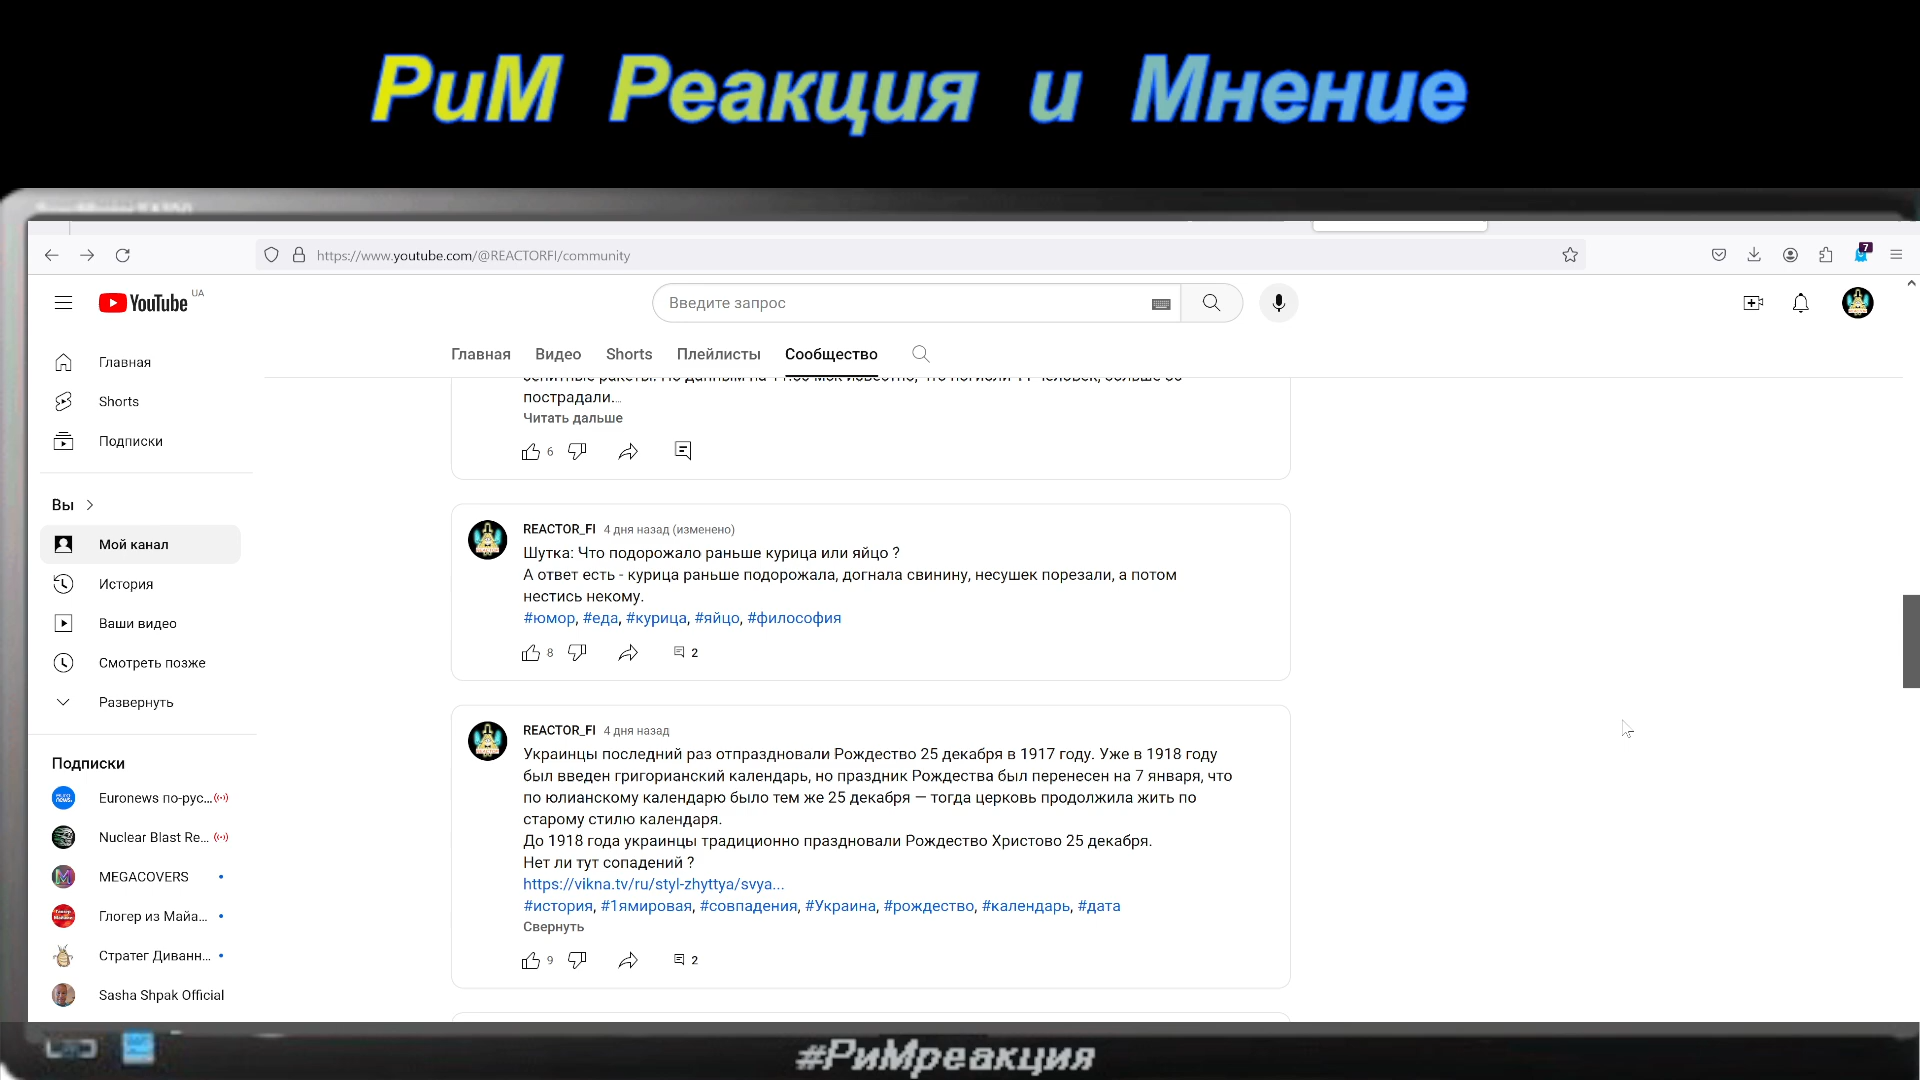 РиМ Реакция и Мнение
https://www.youtube.com/@REACTORFI/community
7
YouTube UA
Введите запрос
Главная Видео Shorts Плейлисты Сообщество
Главная
Shorts
Подписки
Вы
Мой канал
История
Ваши видео
Смотреть позже
Развернуть
Подписки
Euronews по-рус...
Nuclear Blast Re...
MEGACOVERS
Глогер из Майа...
Стратег Диванн...
Sasha Shpak Official
зенитные ракеты. По данным на мск известно, что погибли человек, больше
пострадали...
Читать дальше
6
REACTOR_FI 4 дня назад (изменено)
Шутка: Что подорожало раньше курица или яйцо ?
А ответ есть - курица раньше подорожала, догнала свинину, несушек порезали, а потом
нестись некому.
#юмор, #еда, #курица, #яйцо, #философия
8 2
REACTOR_FI 4 дня назад
Украинцы последний раз отпраздновали Рождество 25 декабря в 1917 году. Уже в 1918 году
был введен григорианский календарь, но праздник Рождества был перенесен на 7 января, что
по юлианскому календарю было тем же 25 декабря — тогда церковь продолжила жить по
старому стилю календаря.
До 1918 года украинцы традиционно праздновали Рождество Христово 25 декабря.
Нет ли тут сопадений ?
https://vikna.tv/ru/styl-zhyttya/svya...
#история, #1ямировая, #совпадения, #Украина, #рождество, #календарь, #дата
Свернуть
9 2
#РиМреакция